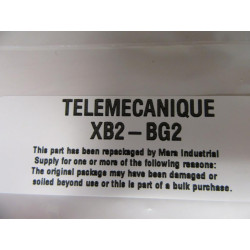 TELEMECANIQUE
XB2-BG2
This part has been repackaged by Mara Industrial
Supply for one or more of the following reasons:
The original package may have been damaged or
soiled beyond use or this is part of a bulk purchase.